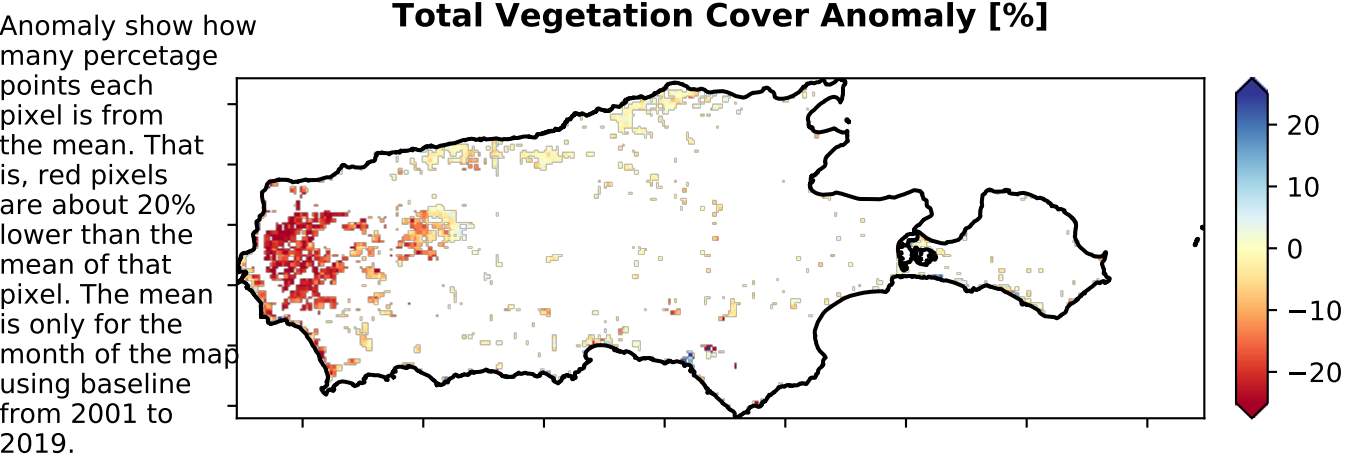 Total Vegetation Cover Anomaly [%]
Anomaly show how
many percetage
points each
pixel is from
the mean. That
is, red pixels
are about 20%
lower than the
mean of that
pixel. The mean
is only for the
month of the map
using baseline
from 2001 to
2019.
20
10
0
−10
−20